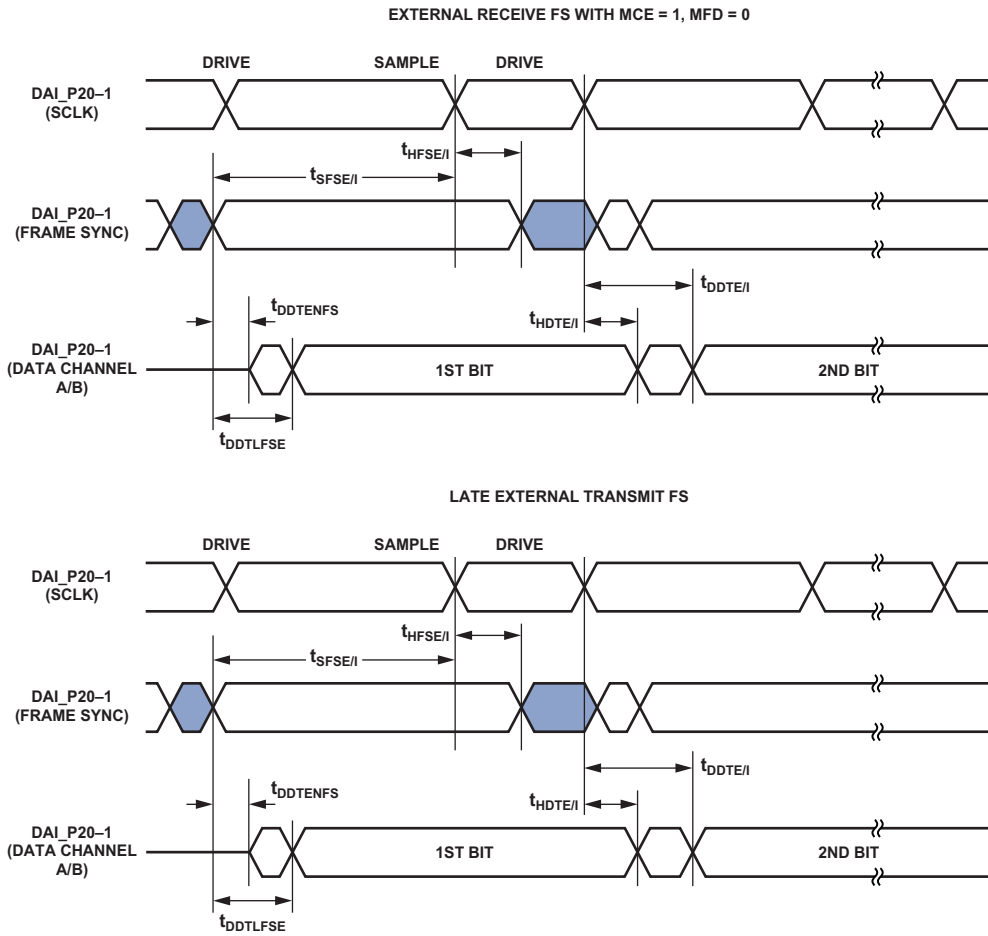 EXTERNAL RECEIVE FS WITH MCE = 1, MFD = 0
DRIVE SAMPLE DRIVE
DAI_P20–1
(SCLK)
tHFSE/I
tSFSE/I
DAI_P20–1
(FRAME SYNC)
tDDTE/I
tDDTENFS
tHDTE/I
DAI_P20–1
(DATA CHANNEL
A/B)
1ST BIT 2ND BIT
tDDTLFSE
LATE EXTERNAL TRANSMIT FS
DRIVE SAMPLE DRIVE
DAI_P20–1
(SCLK)
tHFSE/I
tSFSE/I
DAI_P20–1
(FRAME SYNC)
tDDTE/I
tDDTENFS
tHDTE/I
DAI_P20–1
(DATA CHANNEL
A/B)
1ST BIT 2ND BIT
tDDTLFSE